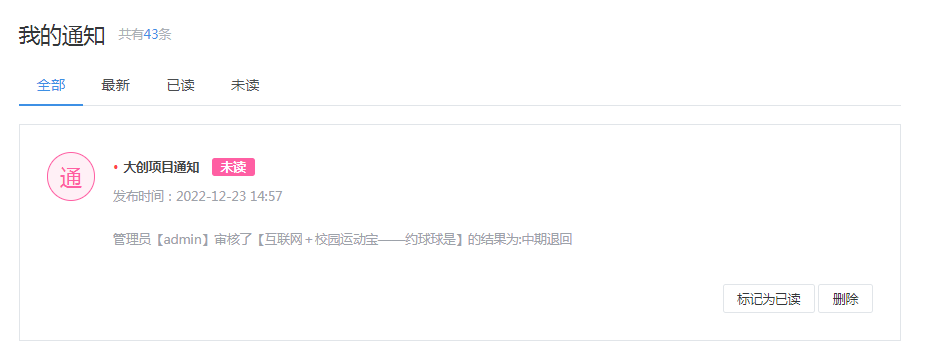 我的通知 共有43条
全部 最新 已读 未读
通
• 大创项目通知 未读
发布时间：2022-12-23 14:57
管理员【admin】审核了【互联网＋校园运动宝——约球球是】的结果为:中期退回
标记为已读 删除